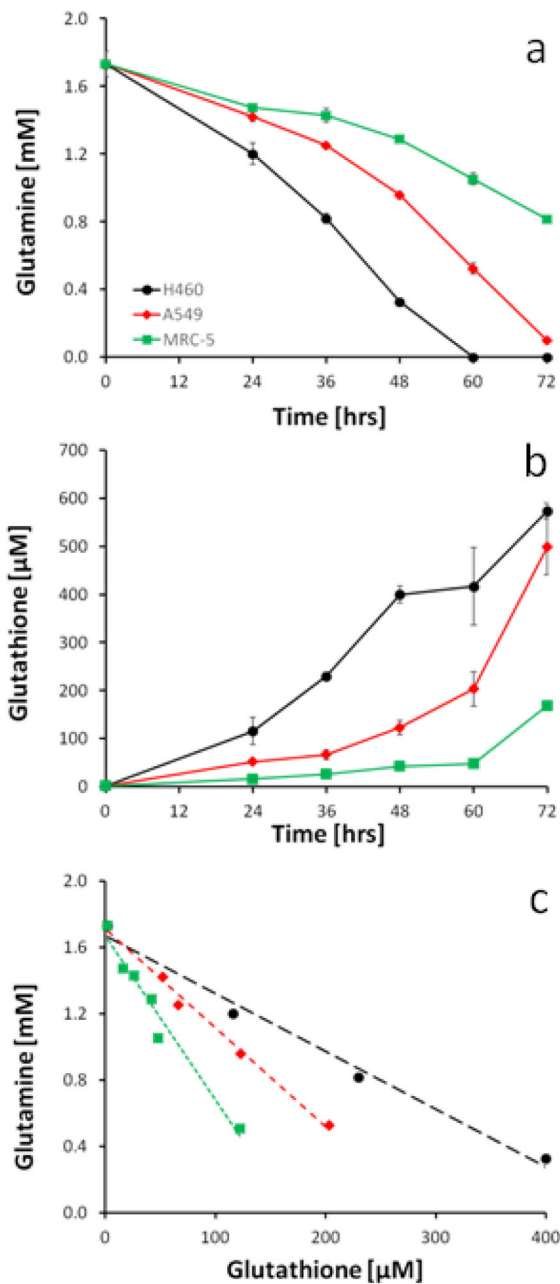 a
Glutamine [mM]
2.0
1.6
1.2
0.8
0.4
0.0
H460
A549
MRC-5
0 12 24 36 48 60 72
Time [hrs]
b
Glutathione [µM]
700
600
500
400
300
200
100
0
0 12 24 36 48 60 72
Time [hrs]
c
Glutamine [mM]
2.0
1.6
1.2
0.8
0.4
0.0
0 100 200 300 400
Glutathione [µM]